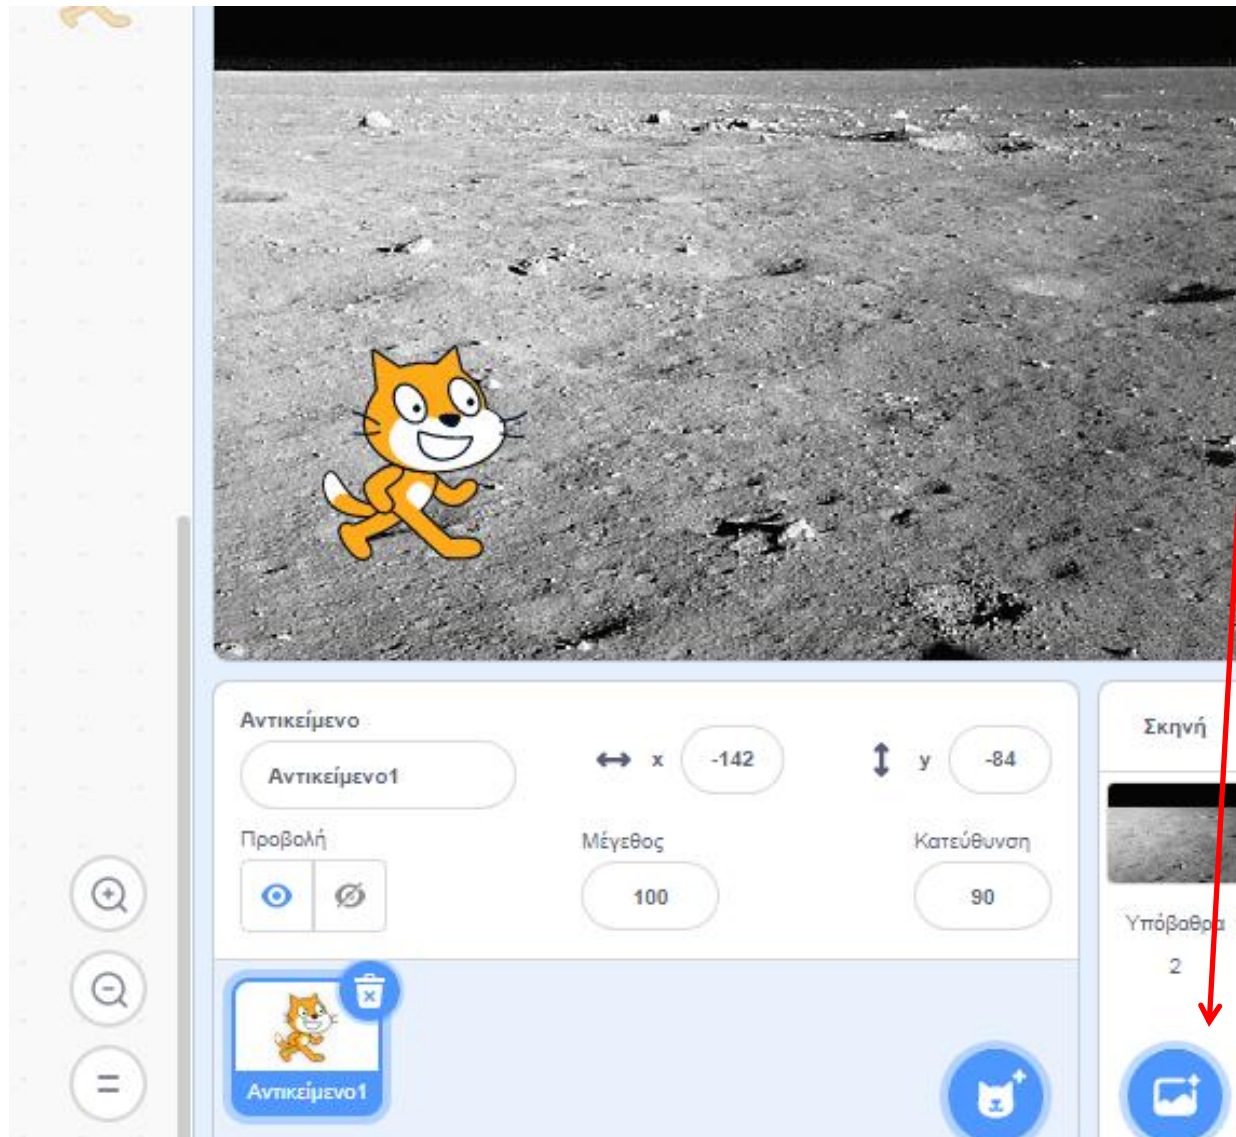 Αντικείμενο
Αντικείμενο1
x -142
y -84
Προβολή
Μέγεθος
100
Κατεύθυνση
90
Αντικείμενο1
Σκηνή
Υπόβαθρα
2